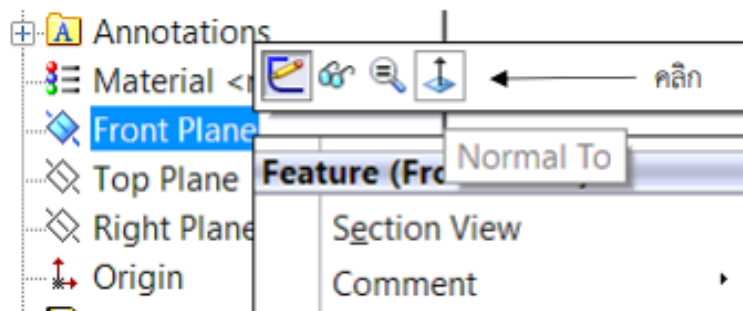 Annotations
Material <
คลิก
Front Plane
Normal To
Top Plane
Feature (Fro
Right Plane
Section View
Origin
Comment